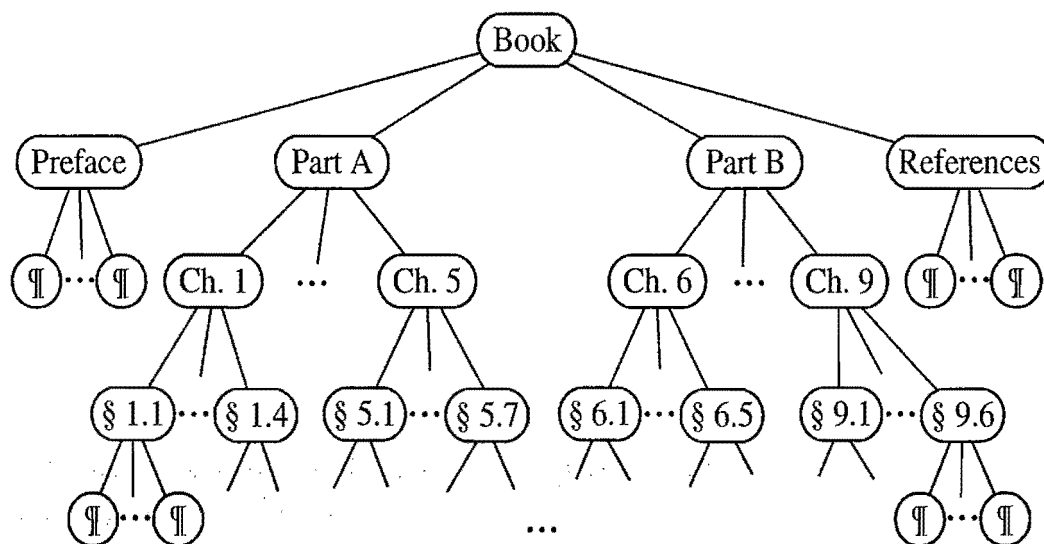 Book
Preface Part A Part B References
¶ ... ¶ Ch. 1 ... Ch. 5 Ch. 6 ... Ch. 9 ¶ ... ¶
§ 1.1 ... § 1.4 § 5.1 ... § 5.7 § 6.1 ... § 6.5 § 9.1 ... § 9.6
¶ ... ¶ ... ¶ ... ¶